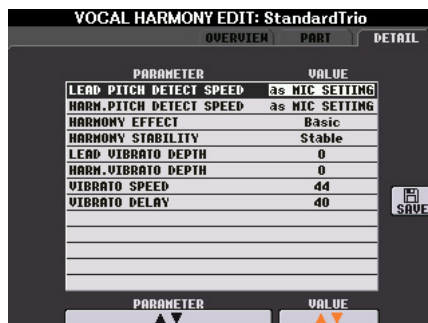 VOCAL HARMONY EDIT: StandardTrio
OVERVIEW PART DETAIL
PARAMETER VALUE
LEAD PITCH DETECT SPEED as MIC SETTING
HARM.PITCH DETECT SPEED as MIC SETTING
HARMONY EFFECT Basic
HARMONY STABILITY Stable
LEAD VIBRATO DEPTH 0
HARM.VIBRATO DEPTH 0
VIBRATO SPEED 44
VIBRATO DELAY 40
SAVE
PARAMETER VALUE